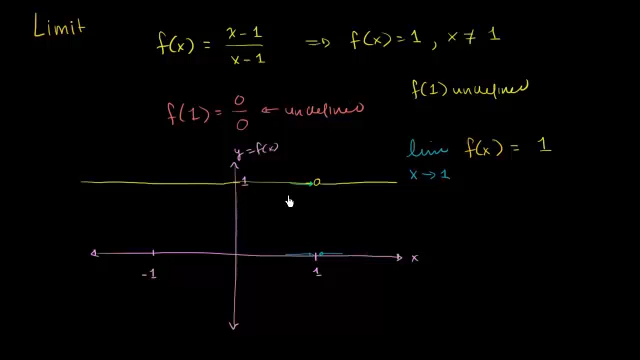 Limit
f(x) = x-1 / x-1 ⇒ f(x) = 1 , x ≠ 1
f(1) undefined
f(1) = 0/0 ← undefined
y=f(x)
lim x→1 f(x) = 1
1
-1
1
x